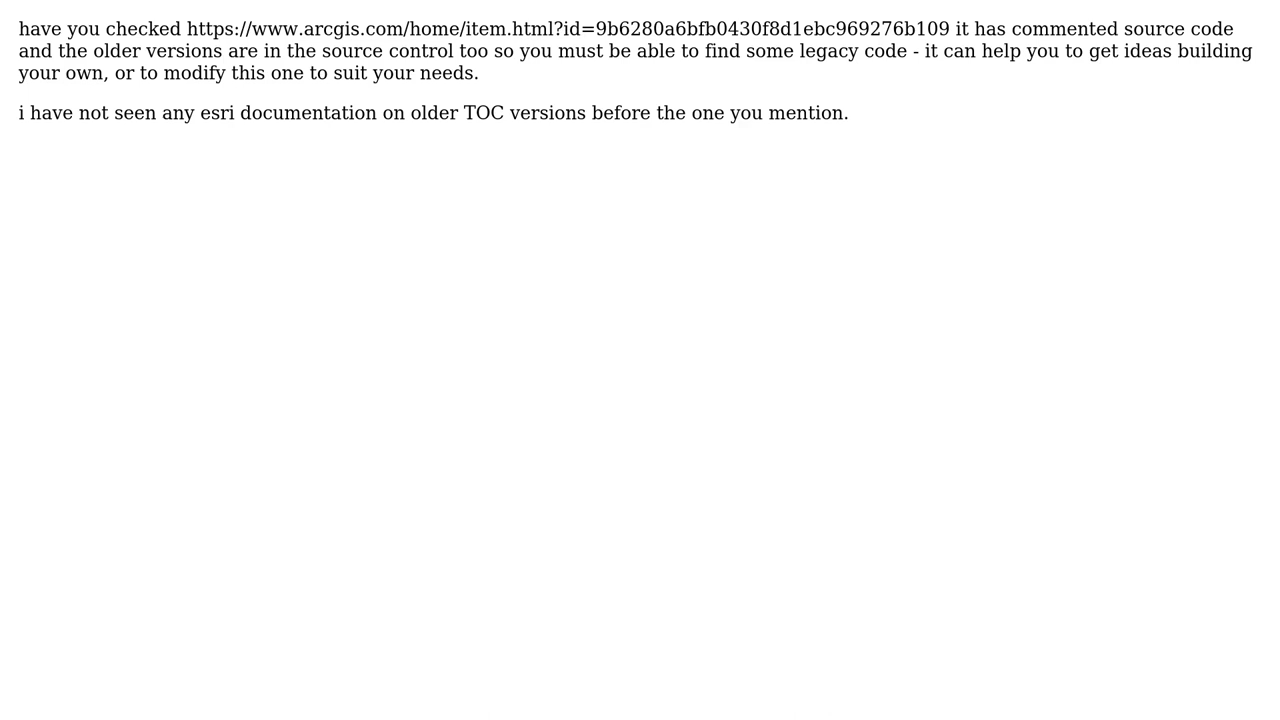 have you checked https://www.arcgis.com/home/item.html?id=9b6280a6bfb0430f8d1ebc969276b109 it has commented source code
and the older versions are in the source control too so you must be able to find some legacy code - it can help you to get ideas building
your own, or to modify this one to suit your needs.
i have not seen any esri documentation on older TOC versions before the one you mention.